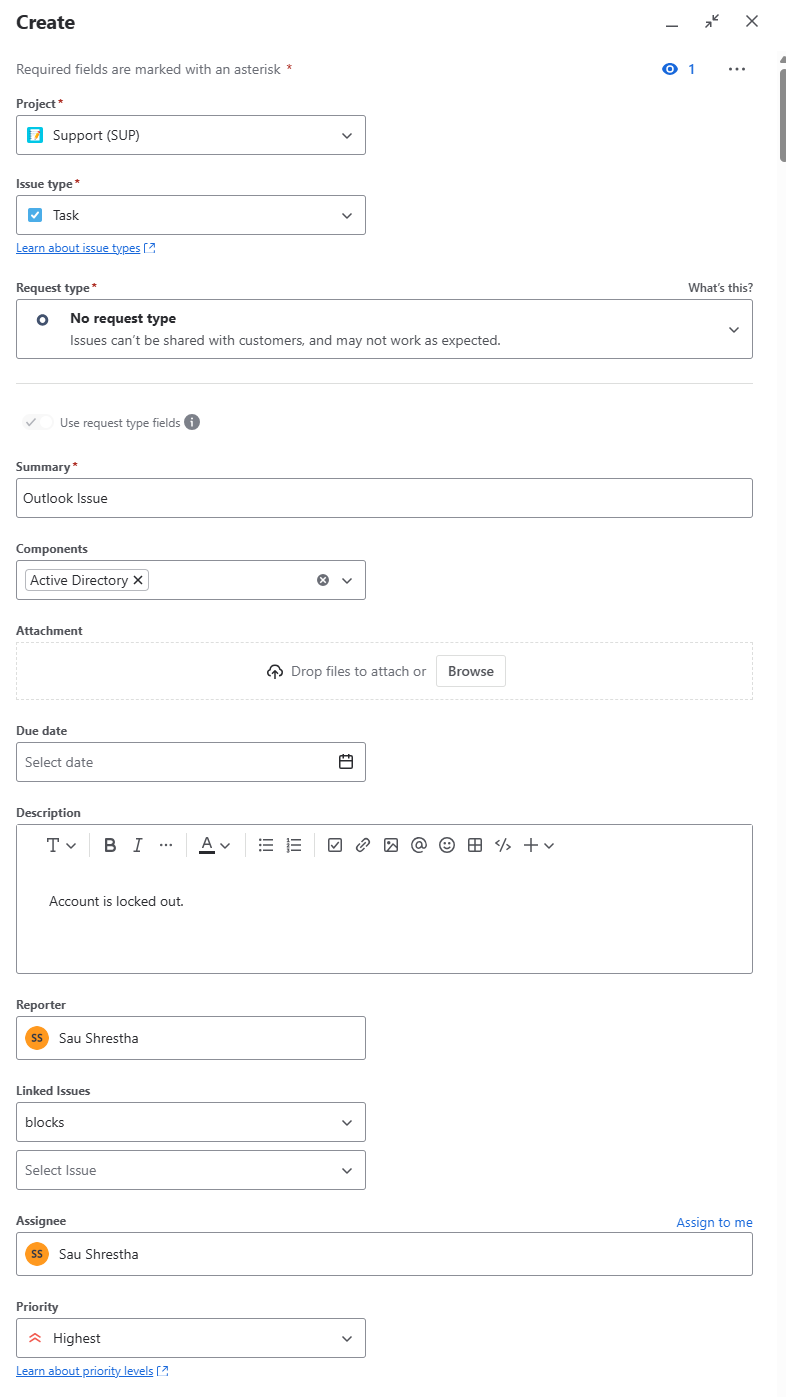 Create
Required fields are marked with an asterisk *
1
Project*
Support (SUP)
Issue type*
Task
Learn about issue types
Request type* What's this?
No request type
Issues can't be shared with customers, and may not work as expected.
Use request type fields
Summary*
Outlook Issue
Components
Active Directory
Attachment
Drop files to attach or Browse
Due date
Select date
Description
T B I ... A @ </> +
Account is locked out.
Reporter
SS Sau Shrestha
Linked Issues
blocks
Select Issue
Assignee Assign to me
SS Sau Shrestha
Priority
Highest
Learn about priority levels